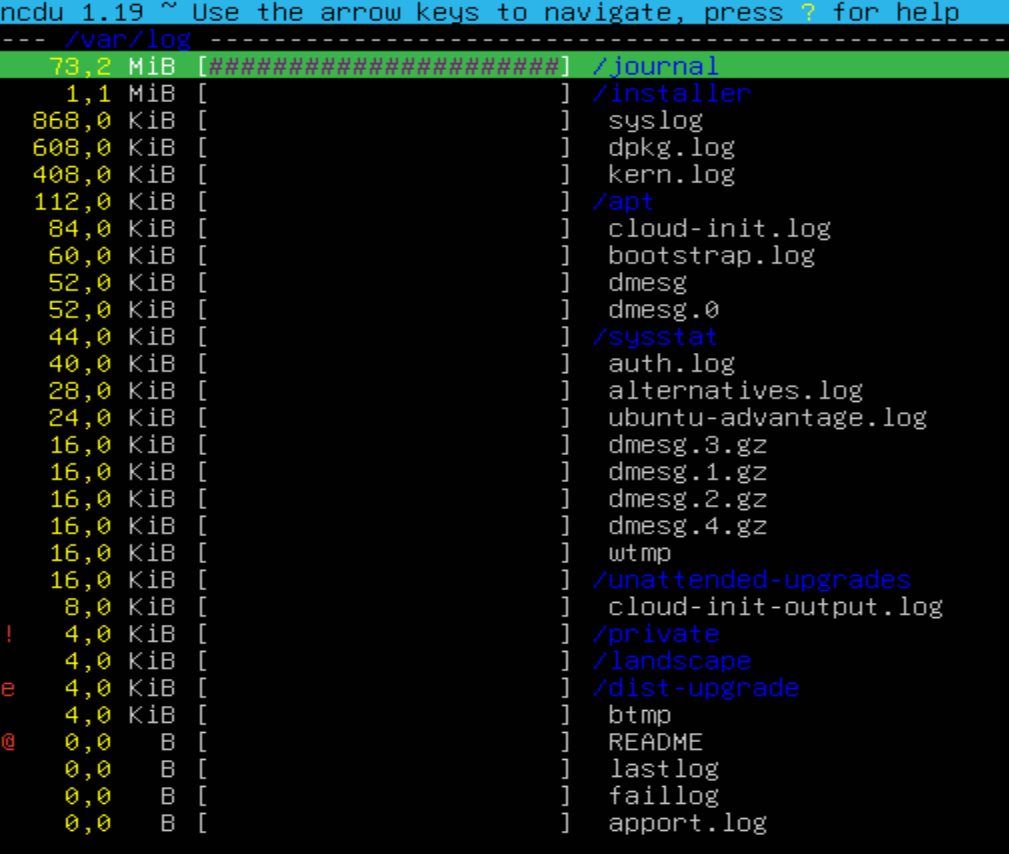 ncdu 1.19 ~ Use the arrow keys to navigate, press ? for help
--- /var/log --------------------------------------------------
73,2 MiB [######################] /journal
1,1 MiB [                      ] /installer
868,0 KiB [                      ]  syslog
608,0 KiB [                      ]  dpkg.log
408,0 KiB [                      ]  kern.log
112,0 KiB [                      ] /apt
84,0 KiB [                      ]  cloud-init.log
60,0 KiB [                      ]  bootstrap.log
52,0 KiB [                      ]  dmesg
52,0 KiB [                      ]  dmesg.0
44,0 KiB [                      ] /sysstat
40,0 KiB [                      ]  auth.log
28,0 KiB [                      ]  alternatives.log
24,0 KiB [                      ]  ubuntu-advantage.log
16,0 KiB [                      ]  dmesg.3.gz
16,0 KiB [                      ]  dmesg.1.gz
16,0 KiB [                      ]  dmesg.2.gz
16,0 KiB [                      ]  dmesg.4.gz
16,0 KiB [                      ]  wtmp
16,0 KiB [                      ] /unattended-upgrades
8,0 KiB [                      ]  cloud-init-output.log
! 4,0 KiB [                      ] /private
4,0 KiB [                      ] /landscape
e 4,0 KiB [                      ] /dist-upgrade
4,0 KiB [                      ]  btmp
@ 0,0 B [                      ]  README
0,0 B [                      ]  lastlog
0,0 B [                      ]  faillog
0,0 B [                      ]  apport.log